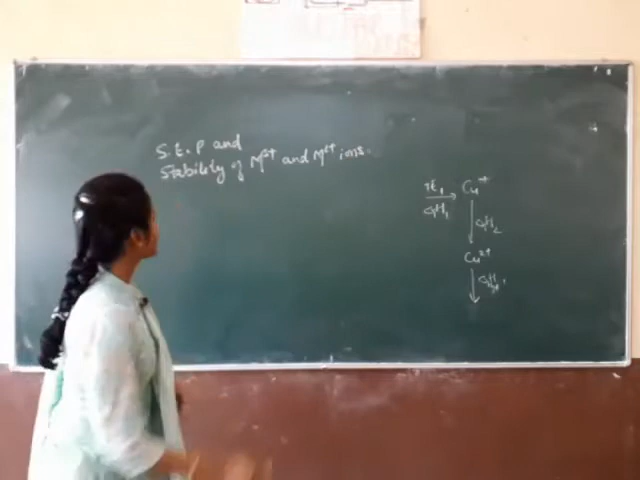 S.E.P and
Stability of M³⁺ and M²⁺ ions.
IE₁ Cu⁺
ΔH₁
ΔH₂
Cu²⁺